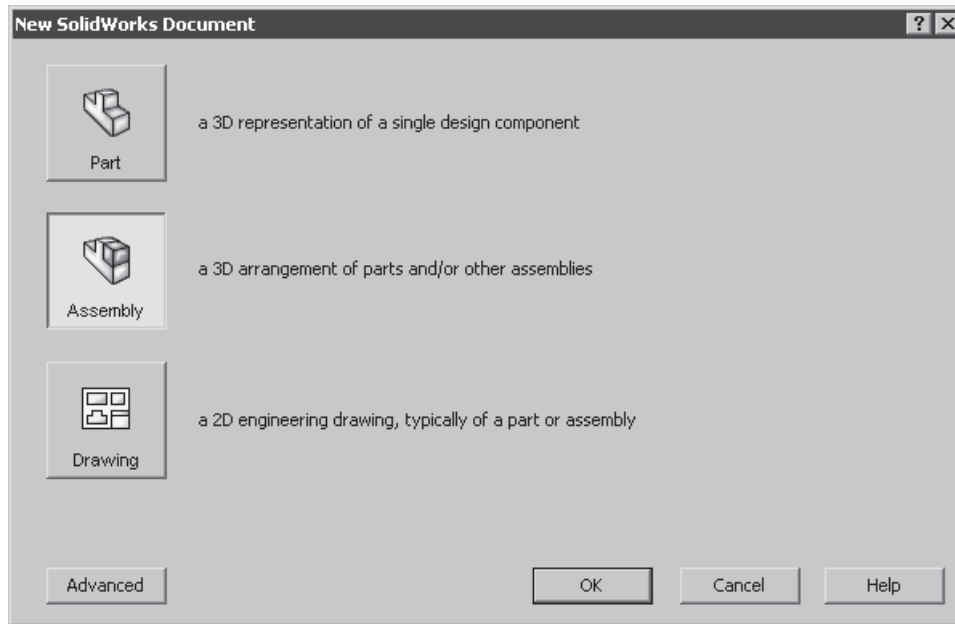 New SolidWorks Document
? X
Part
a 3D representation of a single design component
Assembly
a 3D arrangement of parts and/or other assemblies
Drawing
a 2D engineering drawing, typically of a part or assembly
Advanced
OK
Cancel
Help